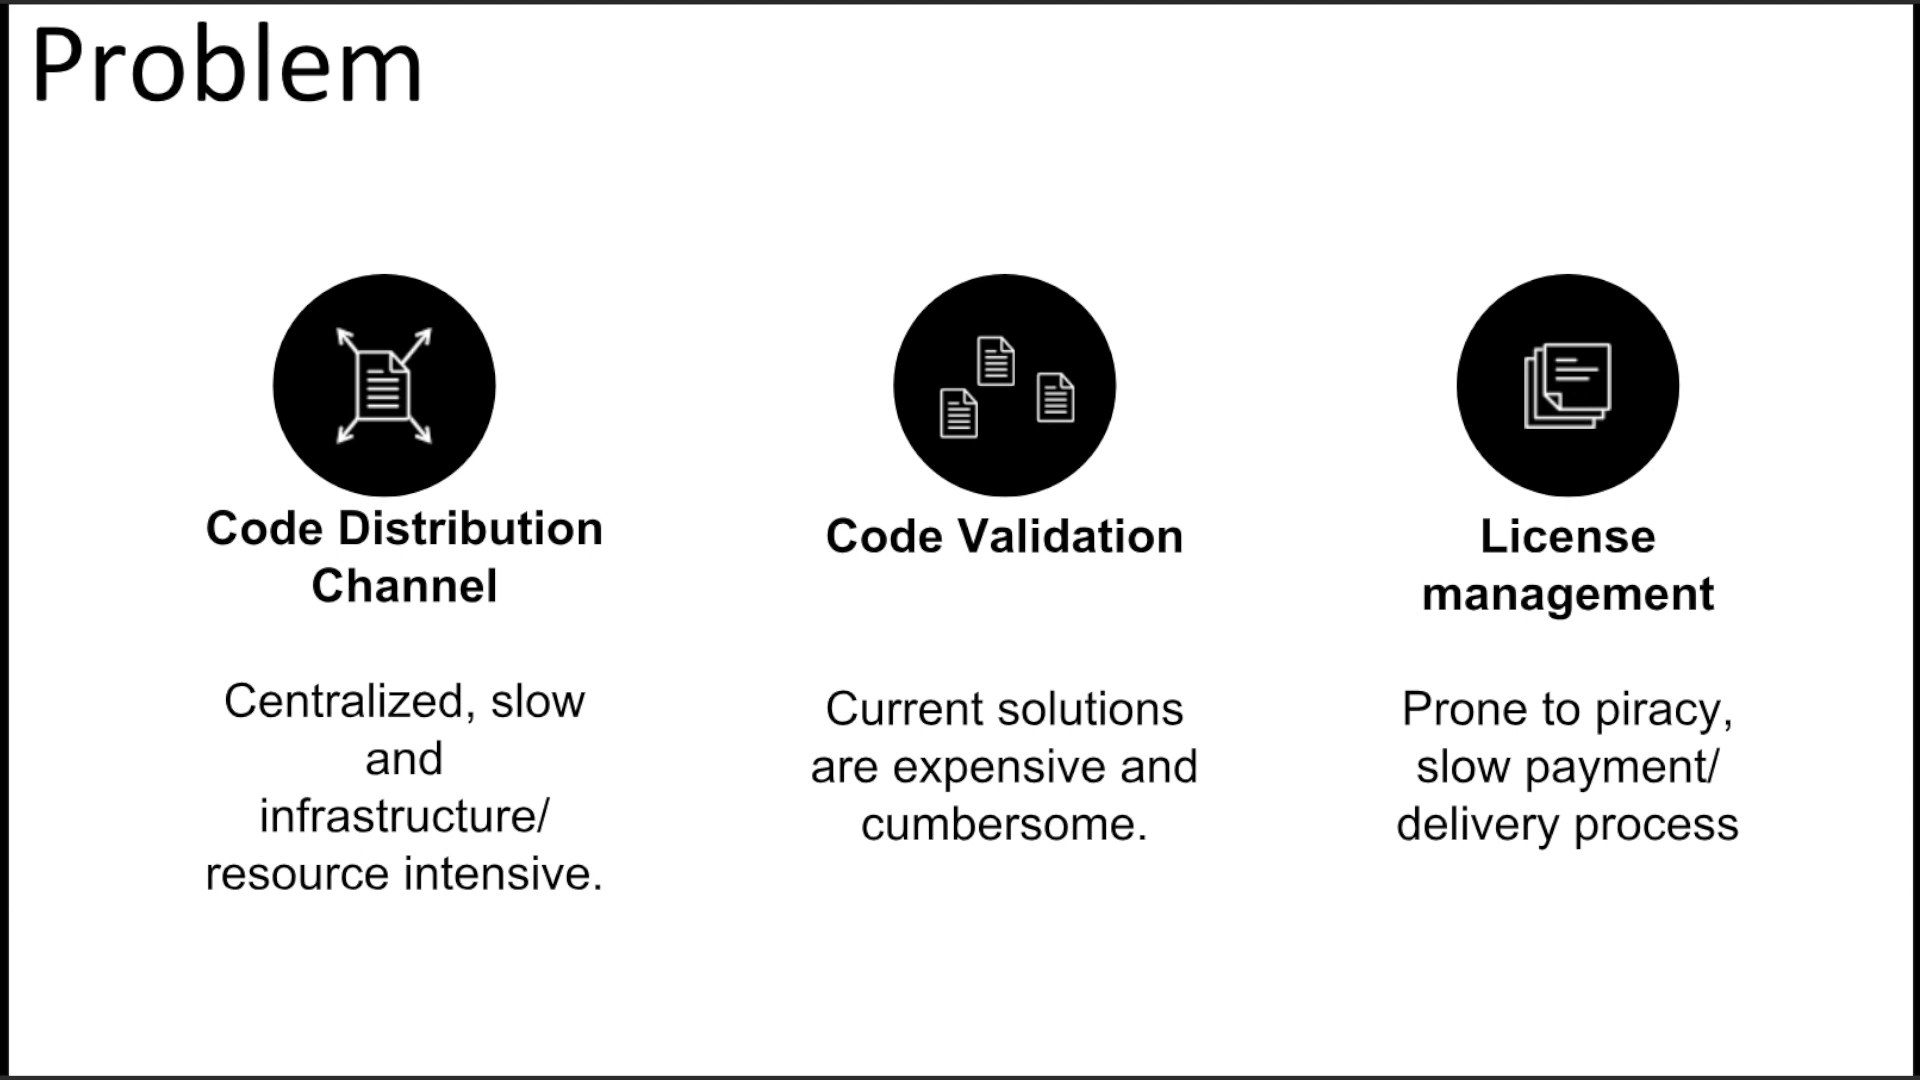 Problem
Code Distribution
Channel
Centralized, slow
and
infrastructure/
resource intensive.
Code Validation
Current solutions
are expensive and
cumbersome.
License
management
Prone to piracy,
slow payment/
delivery process